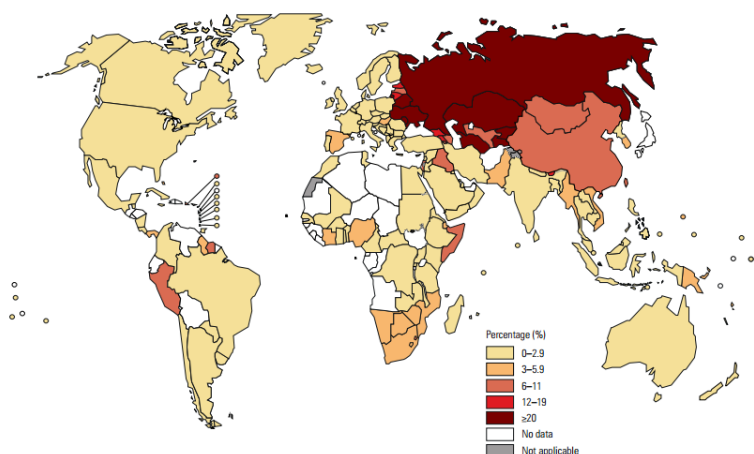 Percentage (%)
0–2.9
3–5.9
6–11
12–19
≥20
No data
Not applicable